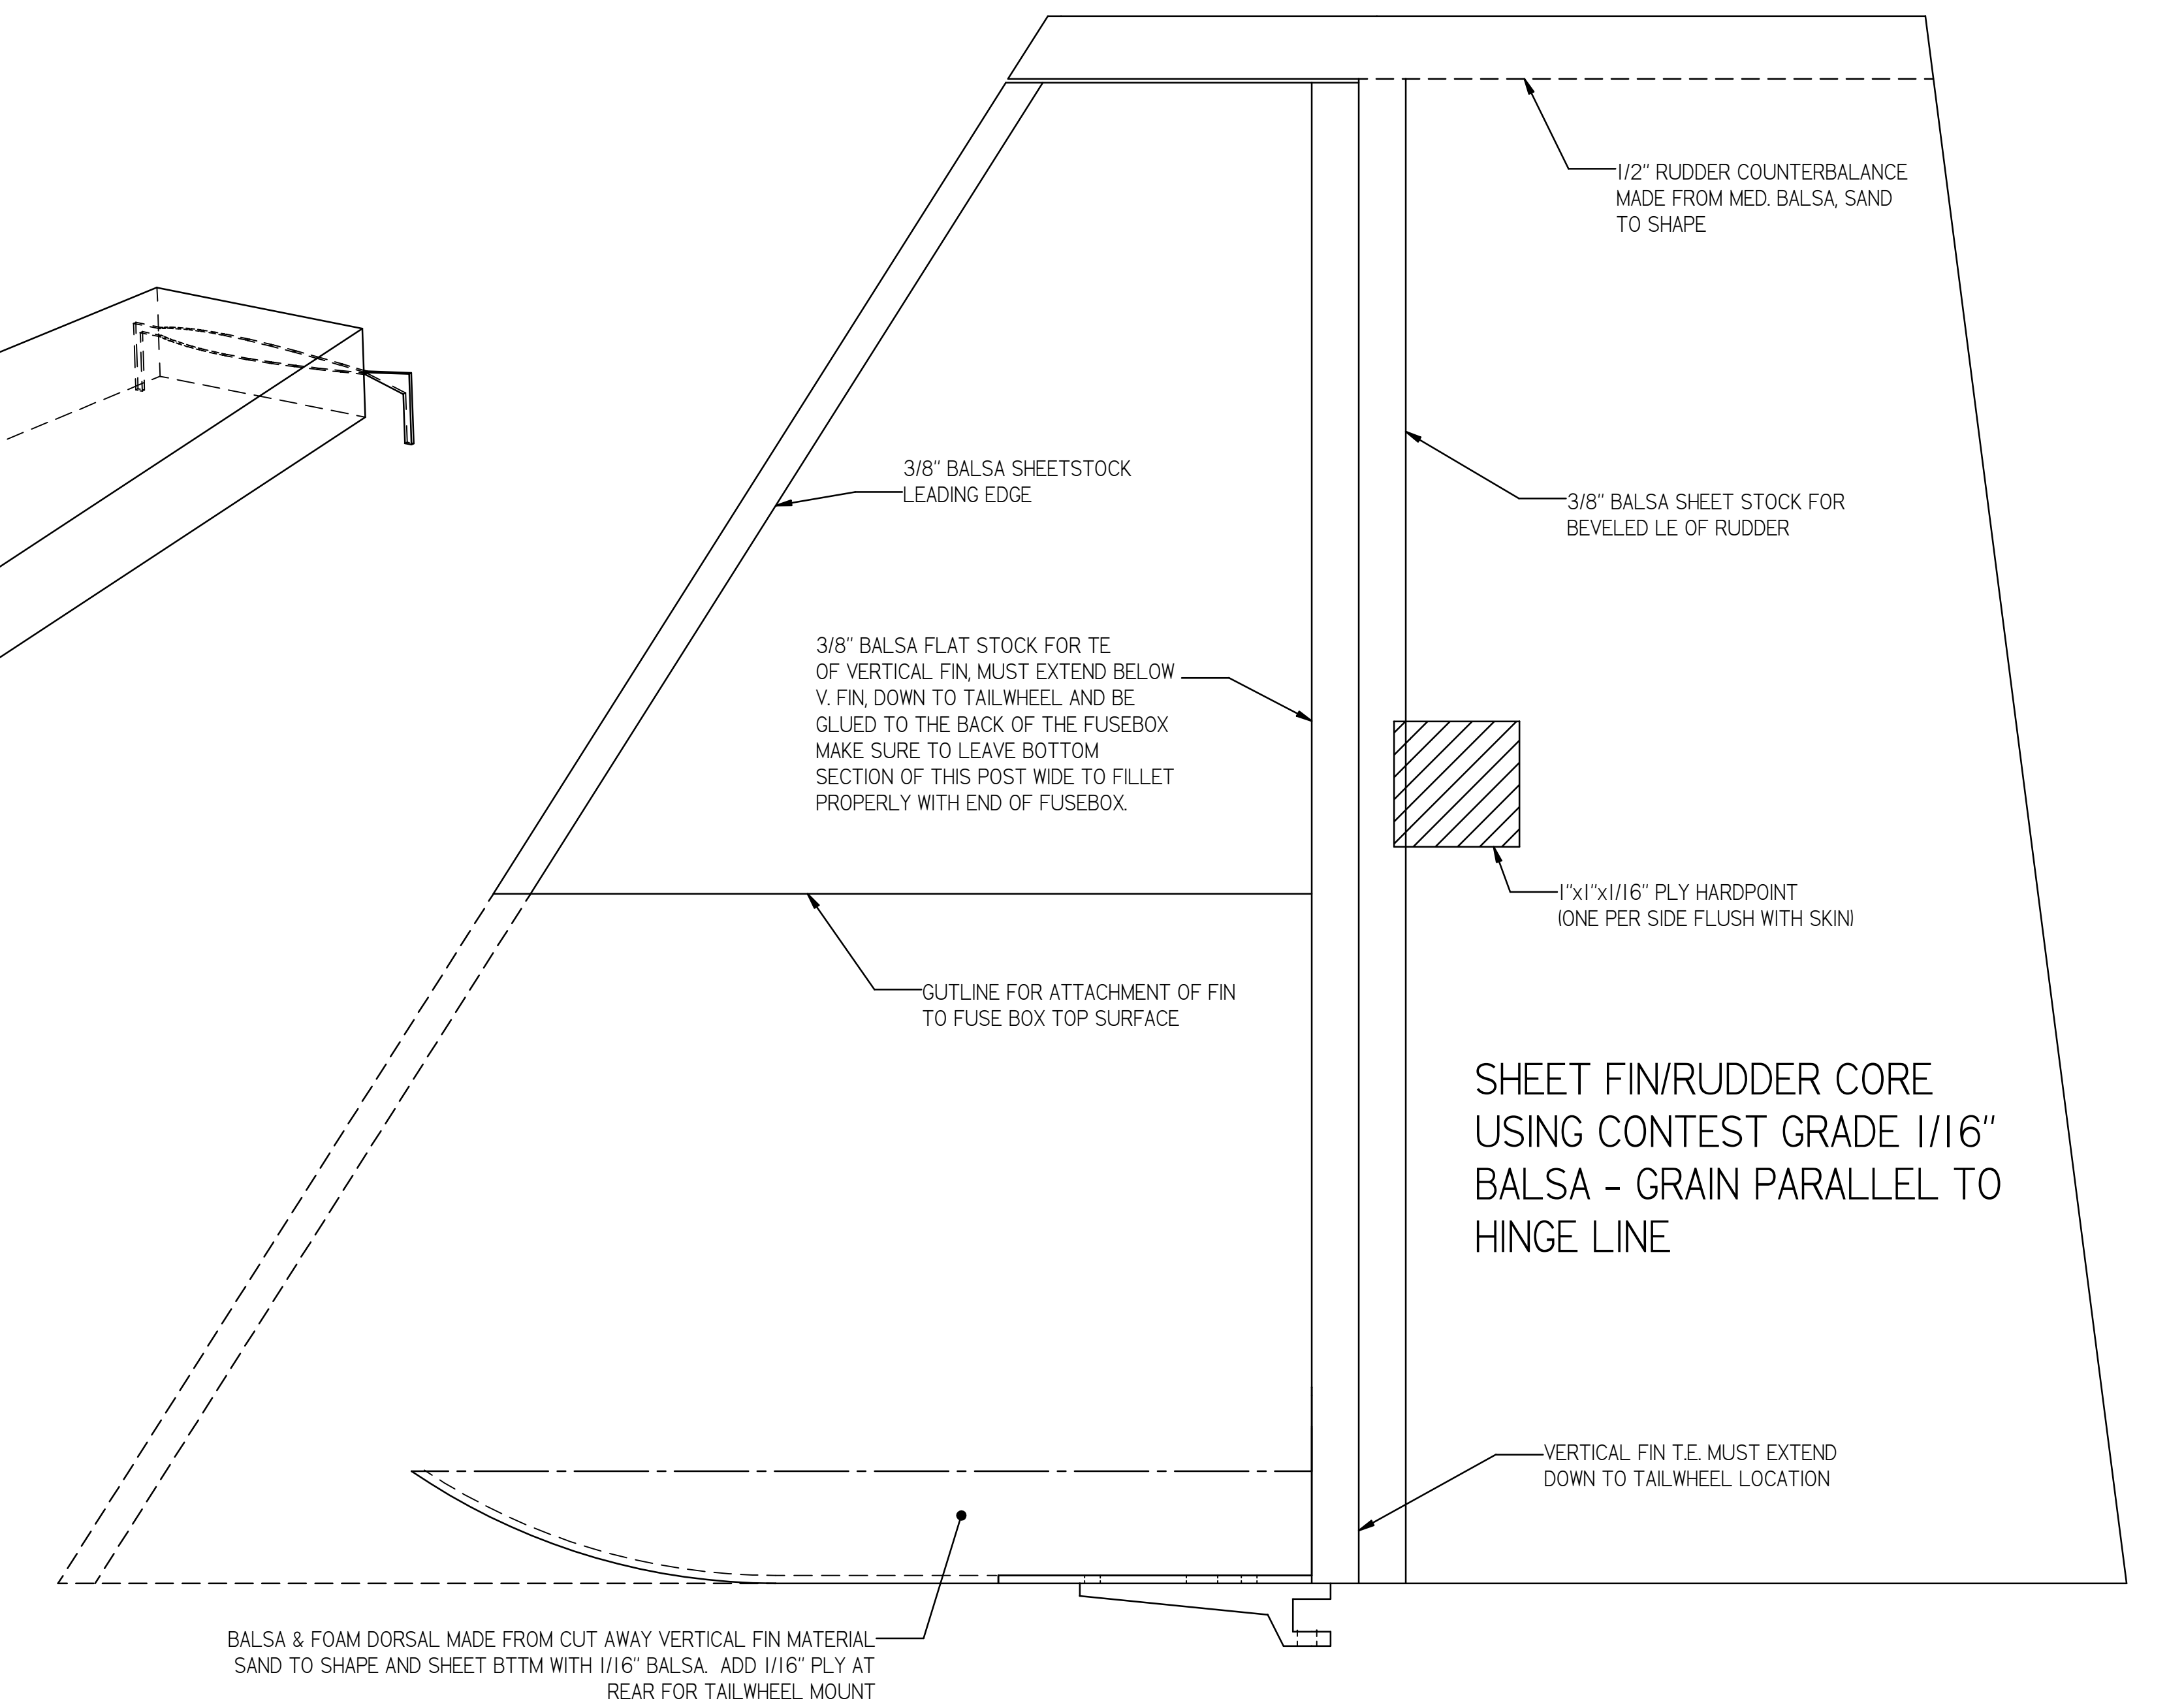 1/2" RUDDER COUNTERBALANCE
MADE FROM MED. BALSA, SAND
TO SHAPE
3/8" BALSA SHEETSTOCK
LEADING EDGE
3/8" BALSA SHEET STOCK FOR
BEVELED LE OF RUDDER
3/8" BALSA FLAT STOCK FOR TE
OF VERTICAL FIN, MUST EXTEND BELOW
V. FIN, DOWN TO TAILWHEEL AND BE
GLUED TO THE BACK OF THE FUSEBOX
MAKE SURE TO LEAVE BOTTOM
SECTION OF THIS POST WIDE TO FILLET
PROPERLY WITH END OF FUSEBOX.
1"x1"x1/16" PLY HARDPOINT
(ONE PER SIDE FLUSH WITH SKIN)
GUTLINE FOR ATTACHMENT OF FIN
TO FUSE BOX TOP SURFACE
SHEET FIN/RUDDER CORE
USING CONTEST GRADE 1/16"
BALSA - GRAIN PARALLEL TO
HINGE LINE
VERTICAL FIN T.E. MUST EXTEND
DOWN TO TAILWHEEL LOCATION
BALSA & FOAM DORSAL MADE FROM CUT AWAY VERTICAL FIN MATERIAL
SAND TO SHAPE AND SHEET BTTM WITH 1/16" BALSA. ADD 1/16" PLY AT
REAR FOR TAILWHEEL MOUNT